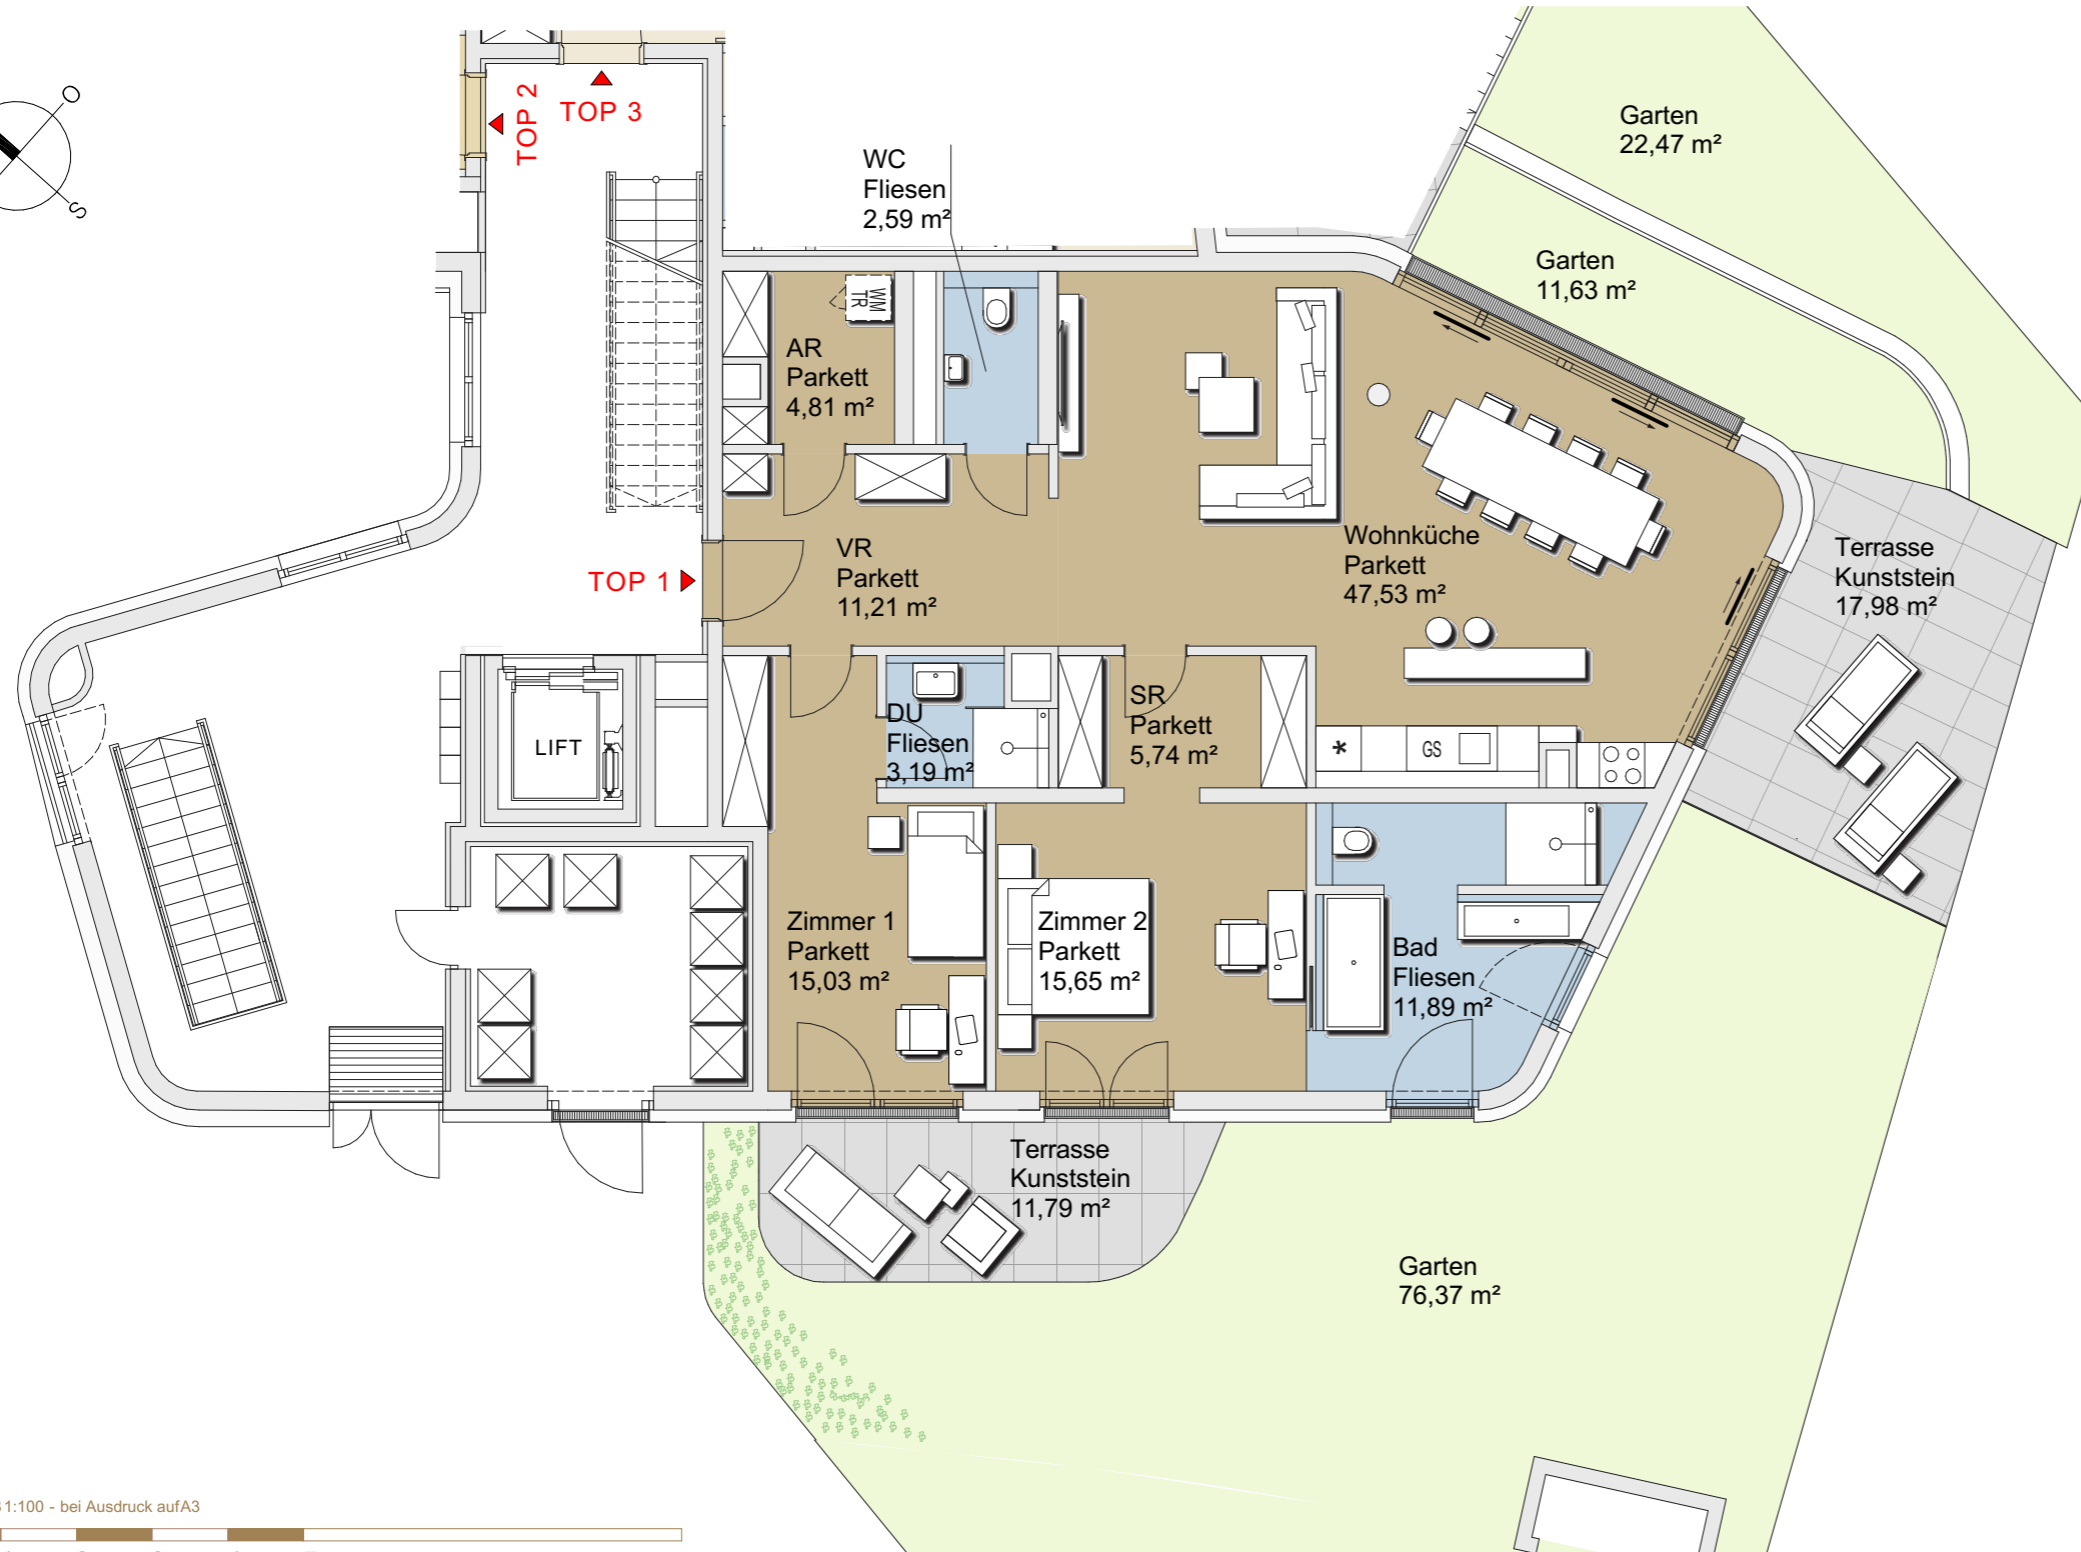 O
S
TOP 2
TOP 3
WC
Fliesen
2,59 m²
Garten
22,47 m²
Garten
11,63 m²
WM
TR
AR
Parkett
4,81 m²
VR
Parkett
11,21 m²
TOP 1
Wohnküche
Parkett
47,53 m²
Terrasse
Kunststein
17,98 m²
LIFT
DU
Fliesen
3,19 m²
SR
Parkett
5,74 m²
*
GS
Zimmer 1
Parkett
15,03 m²
Zimmer 2
Parkett
15,65 m²
Bad
Fliesen
11,89 m²
Terrasse
Kunststein
11,79 m²
Garten
76,37 m²
1:100 - bei Ausdruck aufA3